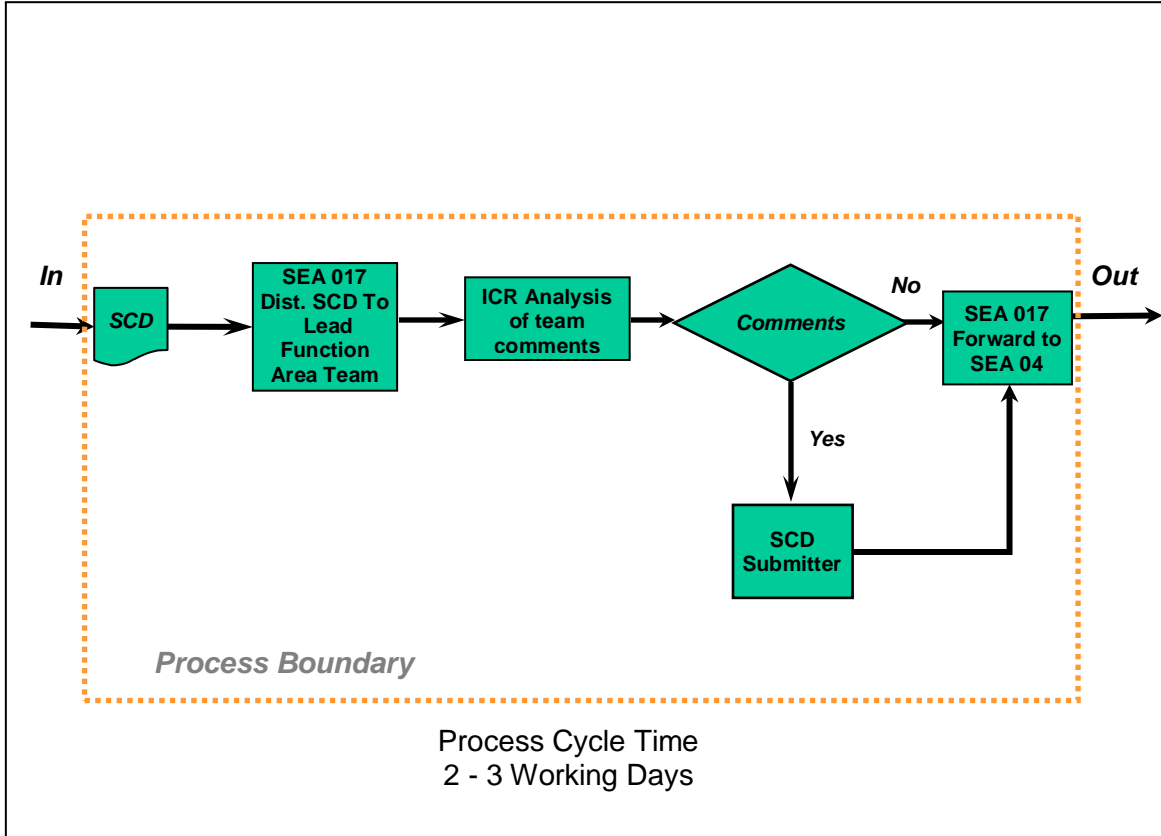 In
SCD
SEA 017
Dist. SCD To
Lead
Function
Area Team
ICR Analysis
of team
comments
Comments
No
Yes
SCD
Submitter
SEA 017
Forward to
SEA 04
Out
Process Boundary
Process Cycle Time
2 - 3 Working Days